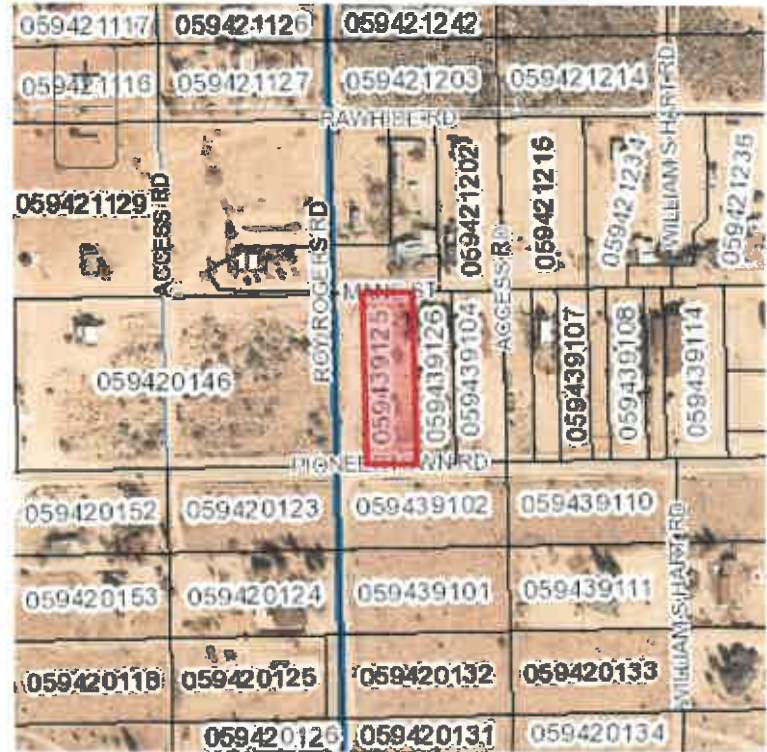 059421117 059421126 059421242
059421116 059421127 059421203 059421214
RAWHIDE RD
WILLIAM S HART RD
059421129
ACCESS RD
ROY ROGERS RD
059421202
059421216
059421234
059421235
ACCESS RD
MANE ST
059420146
059439125
059439126
059439104
059439107
059439108
059439114
PIONEERTOWN RD
059420152 059420123 059439102 059439110
059420153 059420124 059439101 059439111
WILLIAM S HART RD
059420118 059420125 059420132 059420133
059420126 059420131 059420134